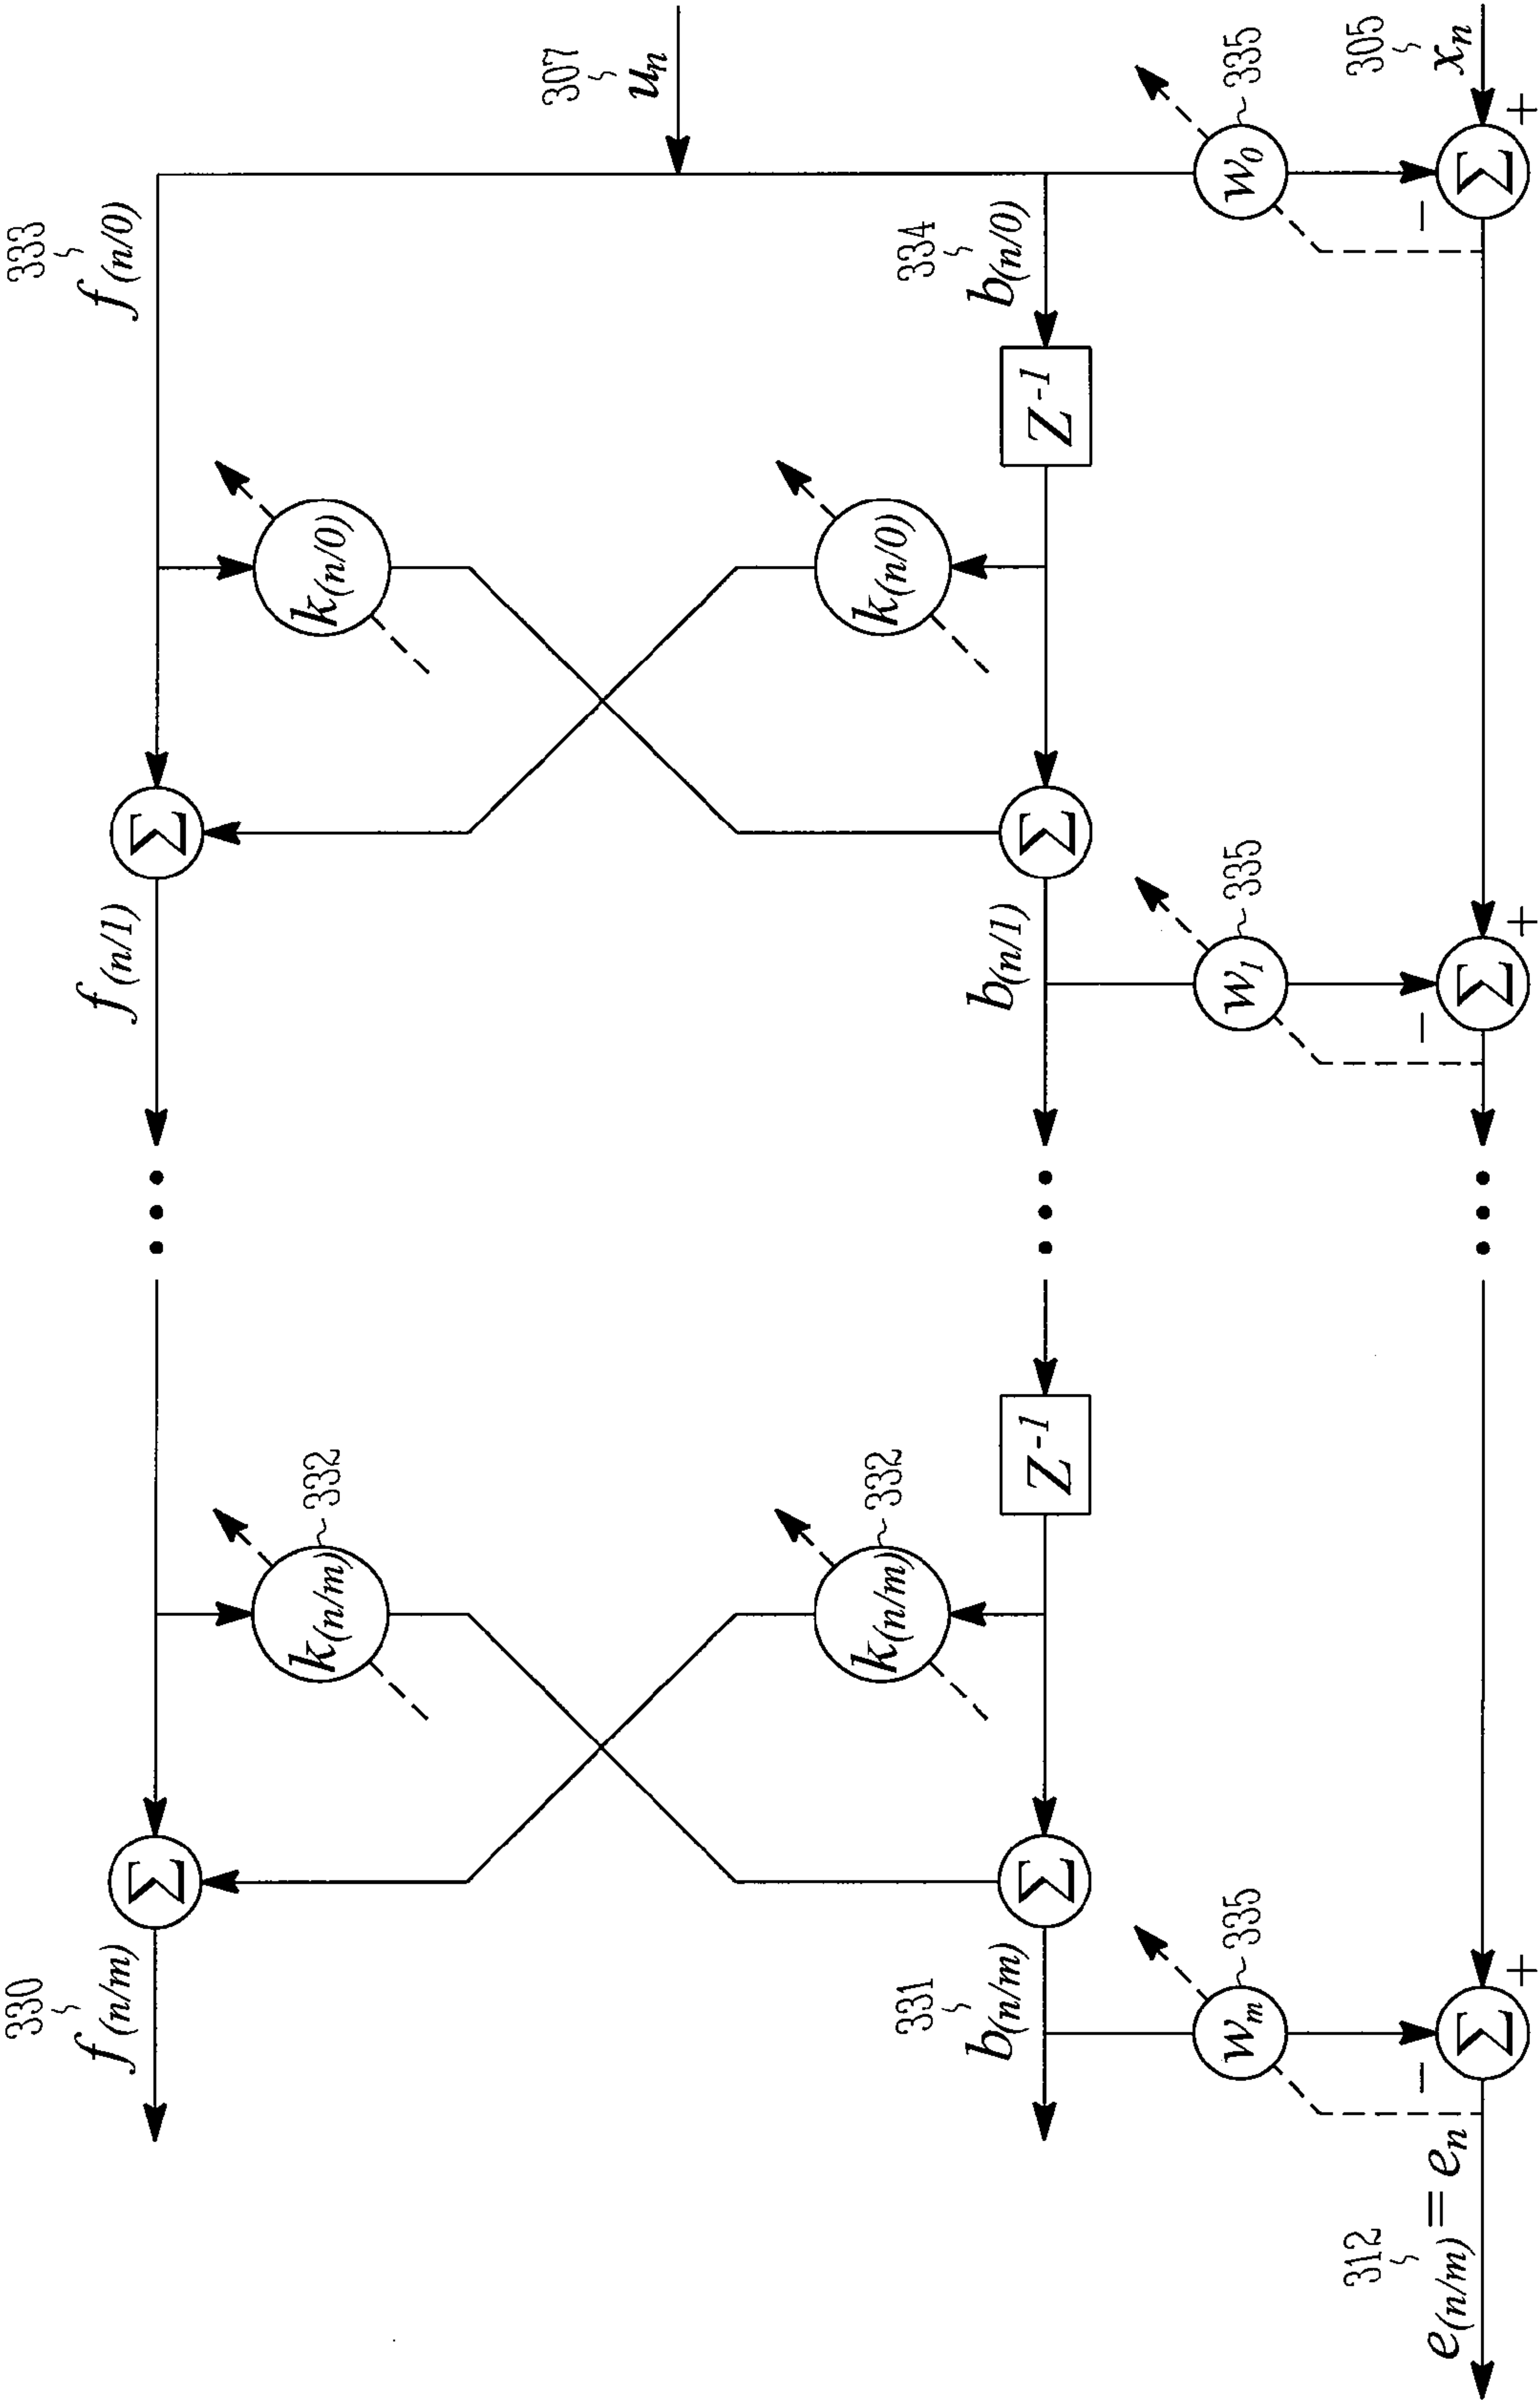 307
u_n
333
f_(n/0)
334
b_(n/0)
Z^-1
k_(n/0)
k_(n/0)
Σ
Σ
f_(n/1)
b_(n/1)
w_0
335
305
x_n
Σ
+
−
w_1
335
Σ
+
−
Z^-1
k_(n/m)
332
k_(n/m)
332
Σ
Σ
330
f_(n/m)
331
b_(n/m)
w_m
335
Σ
+
−
312
e_(n/m) = e_n